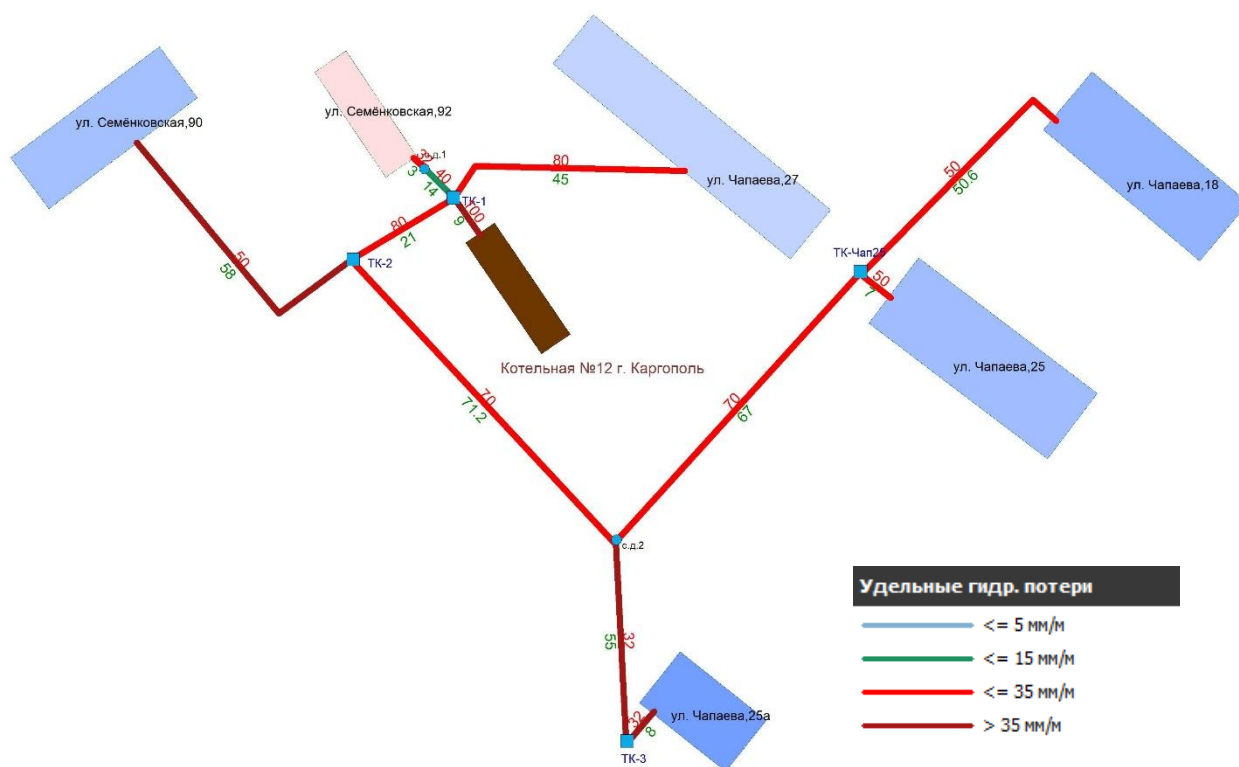 ул. Семёнковская,90
ул. Семёнковская,92
32
с.д.1
3
40
14
ТК-1
100
9
80
45
ул. Чапаева,27
80
21
ТК-2
50
58
Котельная №12 г. Каргополь
50
50.6
ул. Чапаева,18
ТК-Чап25
50
7
ул. Чапаева,25
70
71.2
70
67
с.д.2
32
55
32
8
ул. Чапаева,25а
ТК-3
Удельные гидр. потери
<= 5 мм/м
<= 15 мм/м
<= 35 мм/м
> 35 мм/м